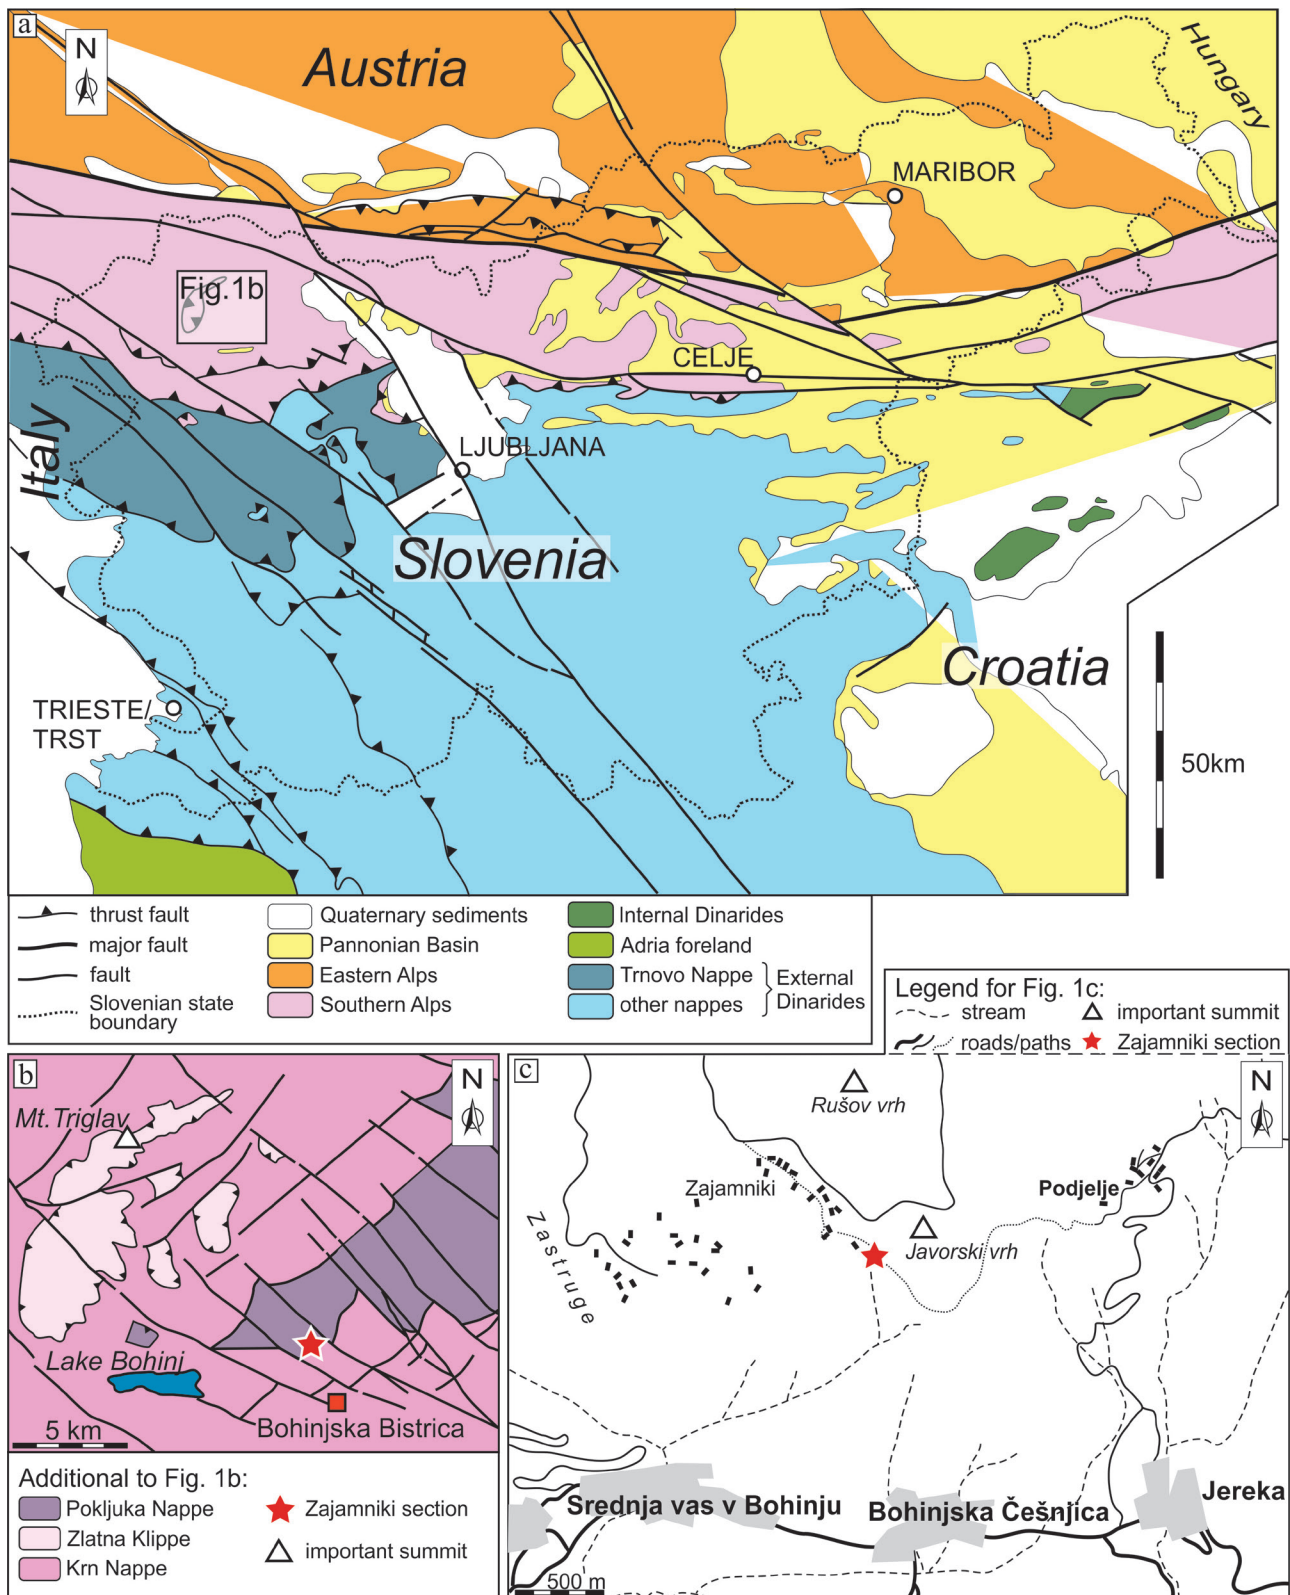 a
N
Austria
Hungary
MARIBOR
Fig.1b
CELJE
Italy
LJUBLJANA
Slovenia
Croatia
TRIESTE/
TRST
50km
thrust fault
major fault
fault
Slovenian state
boundary
Quaternary sediments
Pannonian Basin
Eastern Alps
Southern Alps
Internal Dinarides
Adria foreland
Trnovo Nappe
other nappes
External
Dinarides
Legend for Fig. 1c:
stream
important summit
roads/paths
Zajamniki section
b
N
Mt. Triglav
Lake Bohinj
Bohinjska Bistrica
5 km
Additional to Fig. 1b:
Pokljuka Nappe
Zlatna Klippe
Krn Nappe
Zajamniki section
important summit
c
N
Rušov vrh
Zajamniki
Podjelje
Zastruge
Javorski vrh
Srednja vas v Bohinju
Bohinjska Češnjica
Jereka
500 m